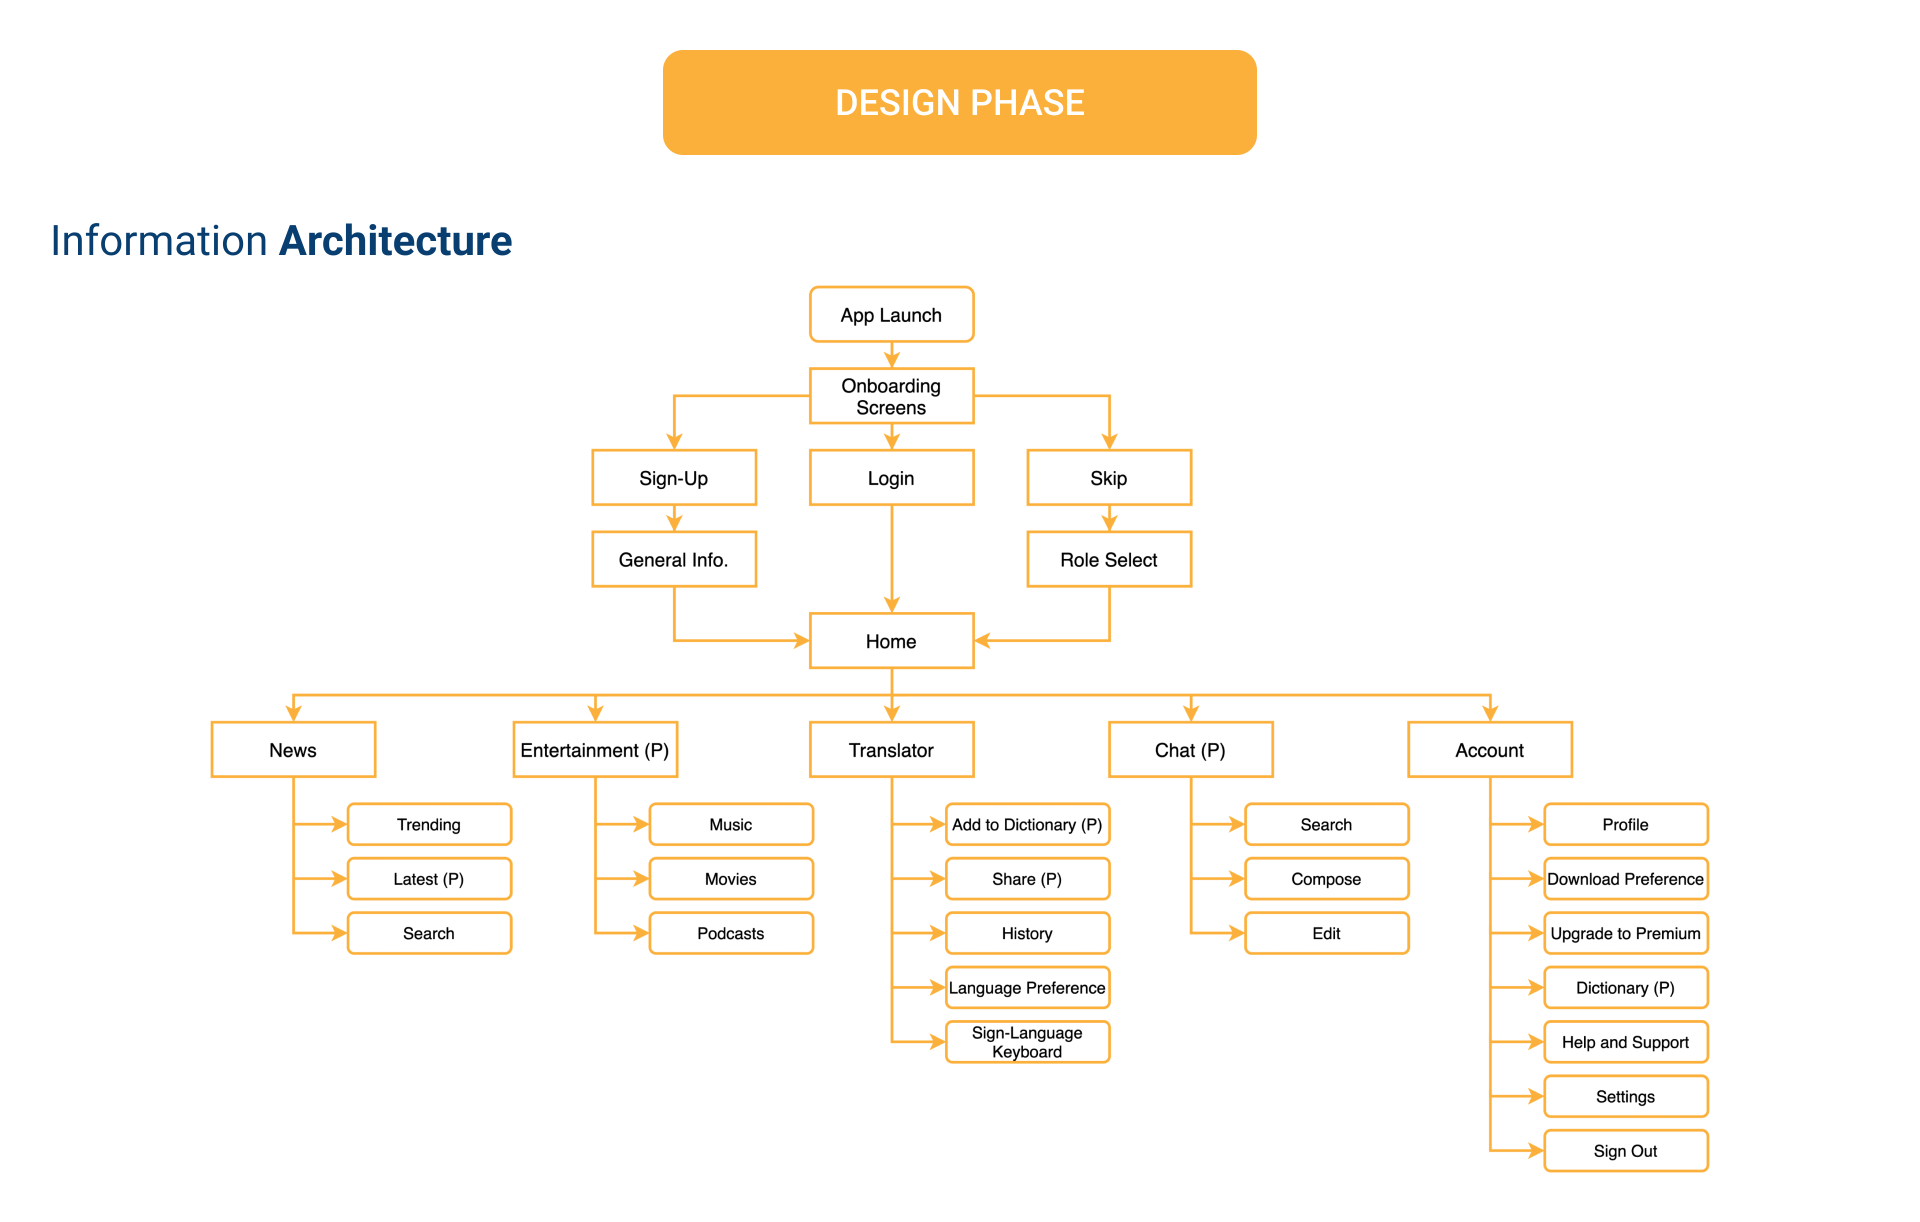 DESIGN PHASE
Information Architecture
App Launch
Onboarding
Screens
Sign-Up
Login
Skip
General Info.
Role Select
Home
News
Entertainment (P)
Translator
Chat (P)
Account
Trending
Latest (P)
Search
Music
Movies
Podcasts
Add to Dictionary (P)
Share (P)
History
Language Preference
Sign-Language
Keyboard
Search
Compose
Edit
Profile
Download Preference
Upgrade to Premium
Dictionary (P)
Help and Support
Settings
Sign Out